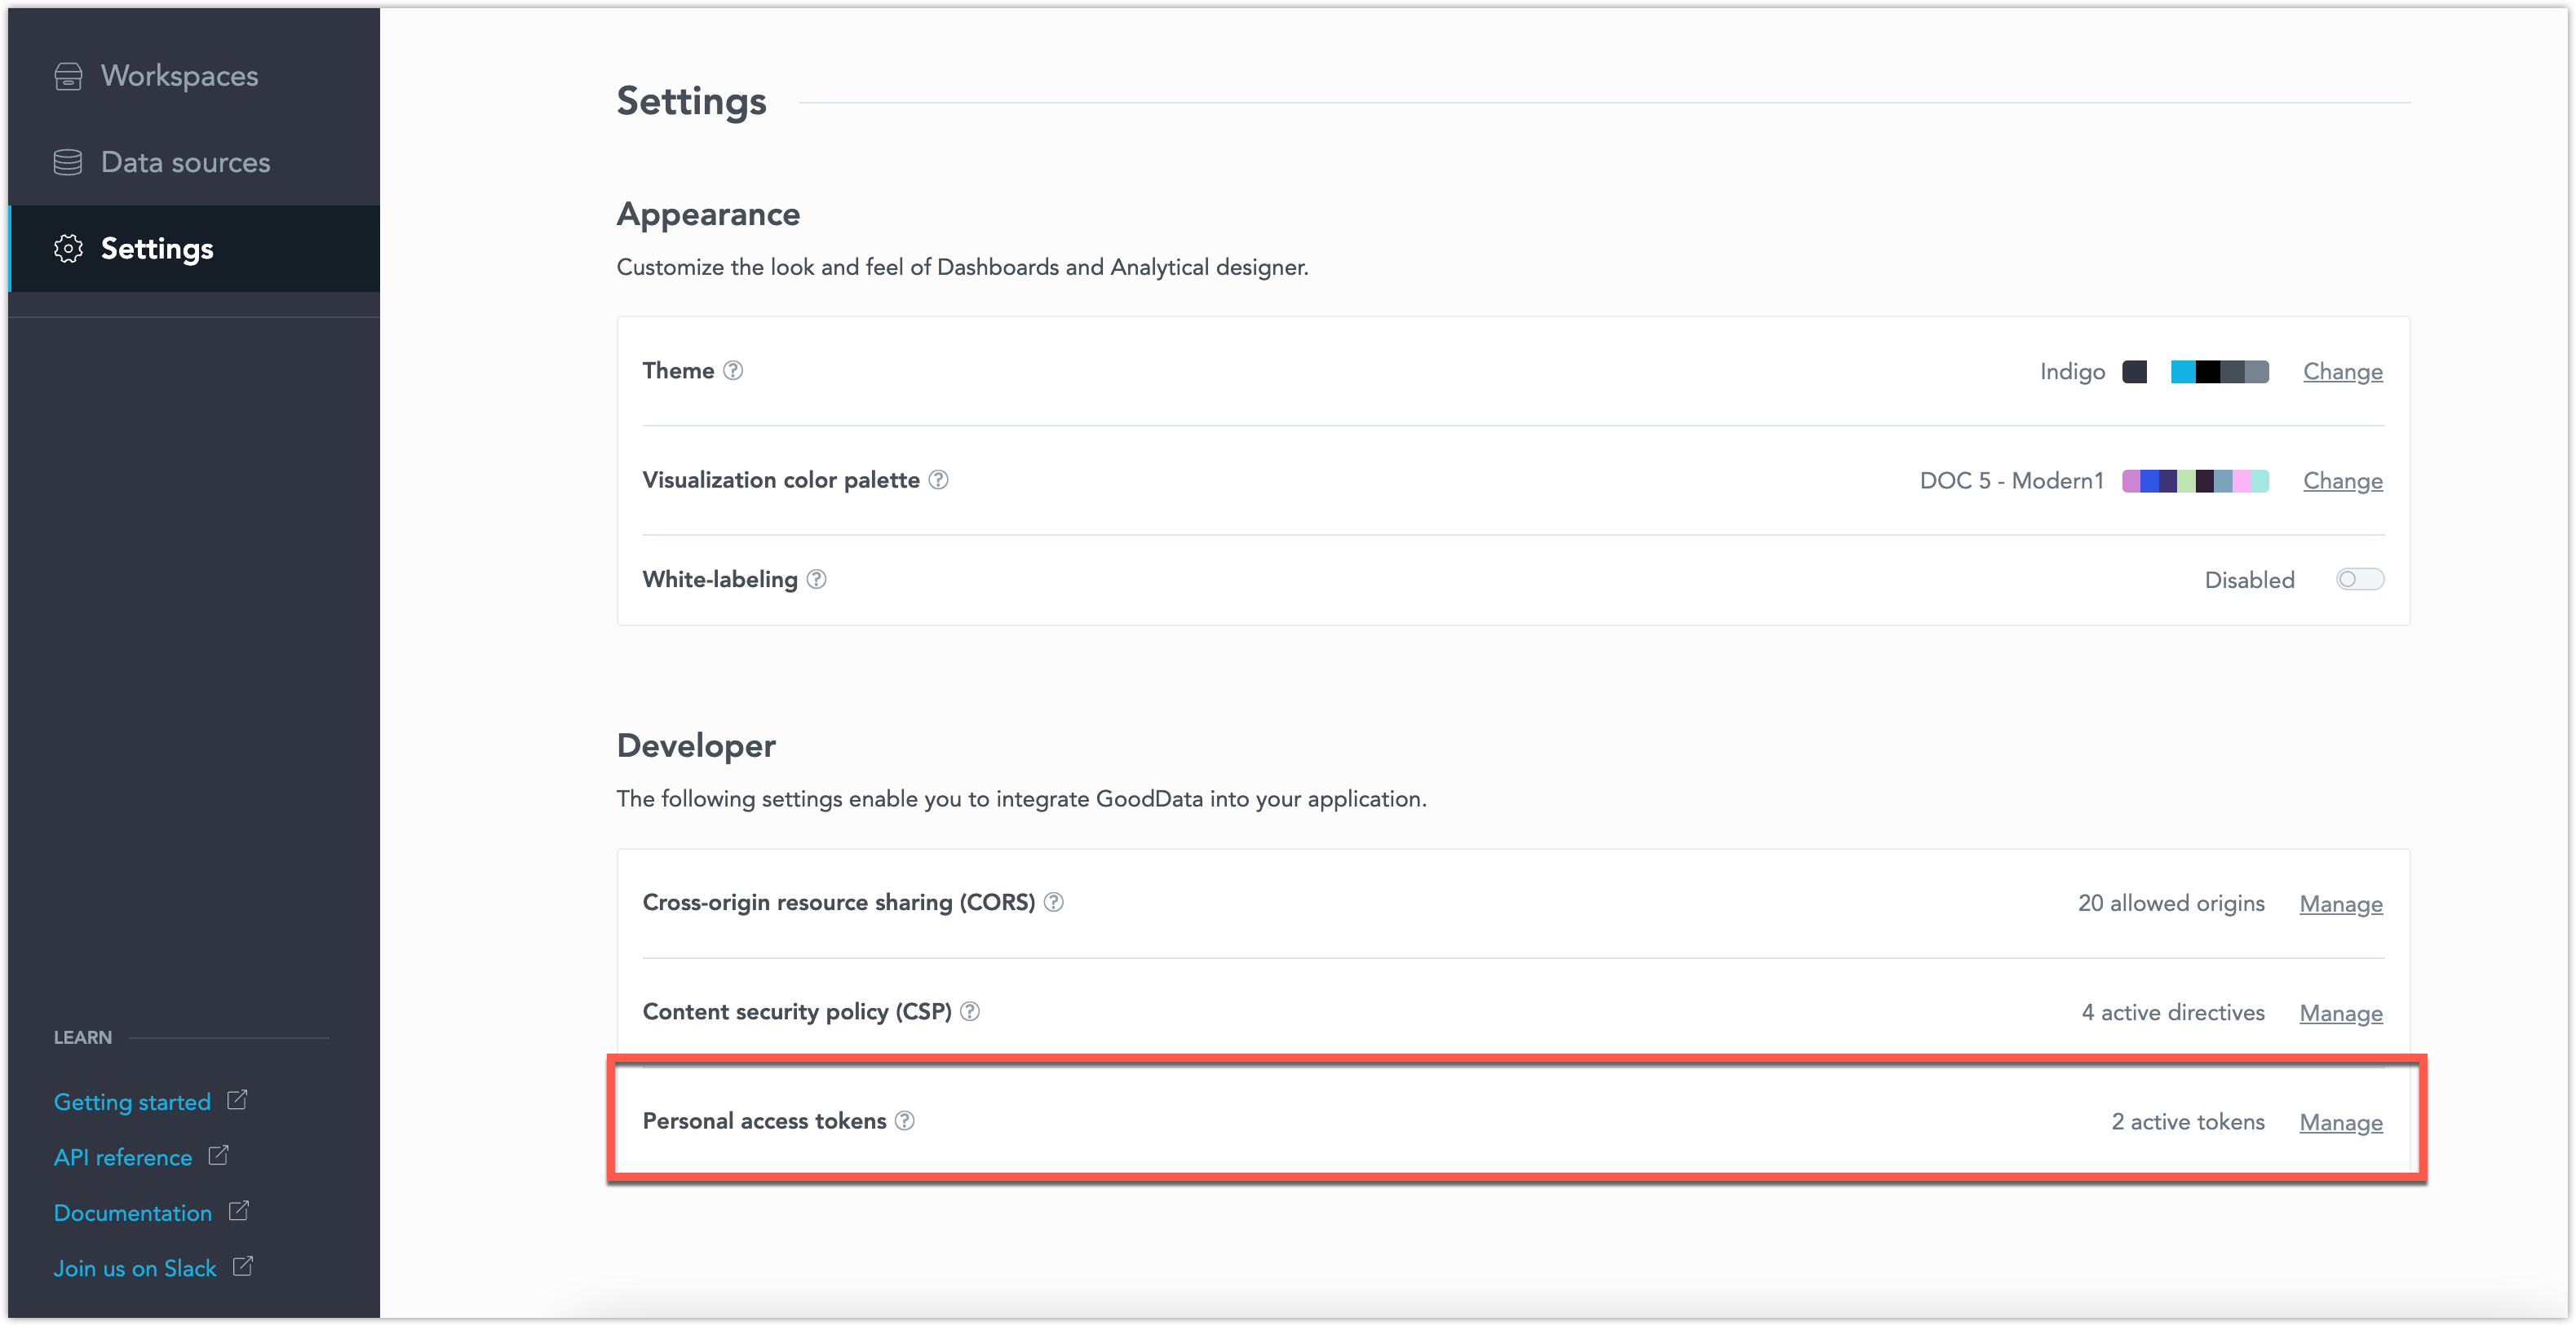 Workspaces
Data sources
Settings
LEARN
Getting started
API reference
Documentation
Join us on Slack
Settings
Appearance
Customize the look and feel of Dashboards and Analytical designer.
Theme ? Indigo Change
Visualization color palette ? DOC 5 - Modern1 Change
White-labeling ? Disabled
Developer
The following settings enable you to integrate GoodData into your application.
Cross-origin resource sharing (CORS) ? 20 allowed origins Manage
Content security policy (CSP) ? 4 active directives Manage
Personal access tokens ? 2 active tokens Manage